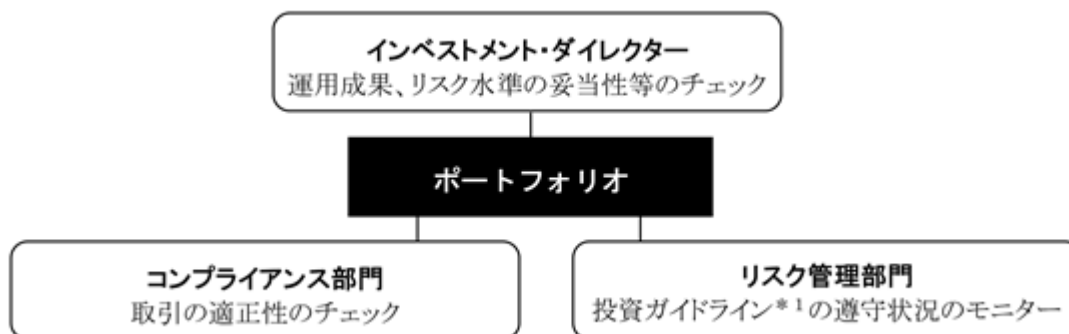 インベストメント・ダイレクター
運用成果、リスク水準の妥当性等のチェック
ポートフォリオ
コンプライアンス部門
取引の適正性のチェック
リスク管理部門
投資ガイドライン*1の遵守状況のモニター